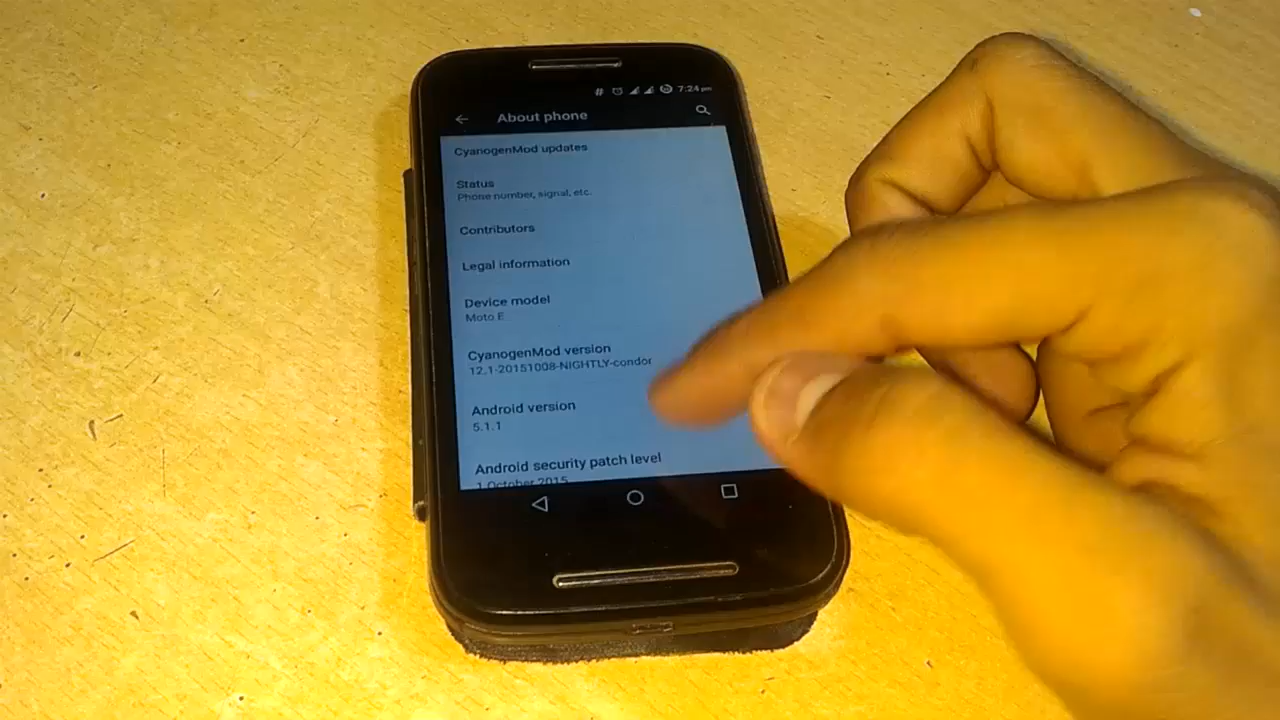 # 7:24 pm
About phone
CyanogenMod updates
Status
Phone number, signal, etc.
Contributors
Legal information
Device model
Moto E
CyanogenMod version
12.1-20151008-NIGHTLY-condor
Android version
5.1.1
Android security patch level
1 October 2015